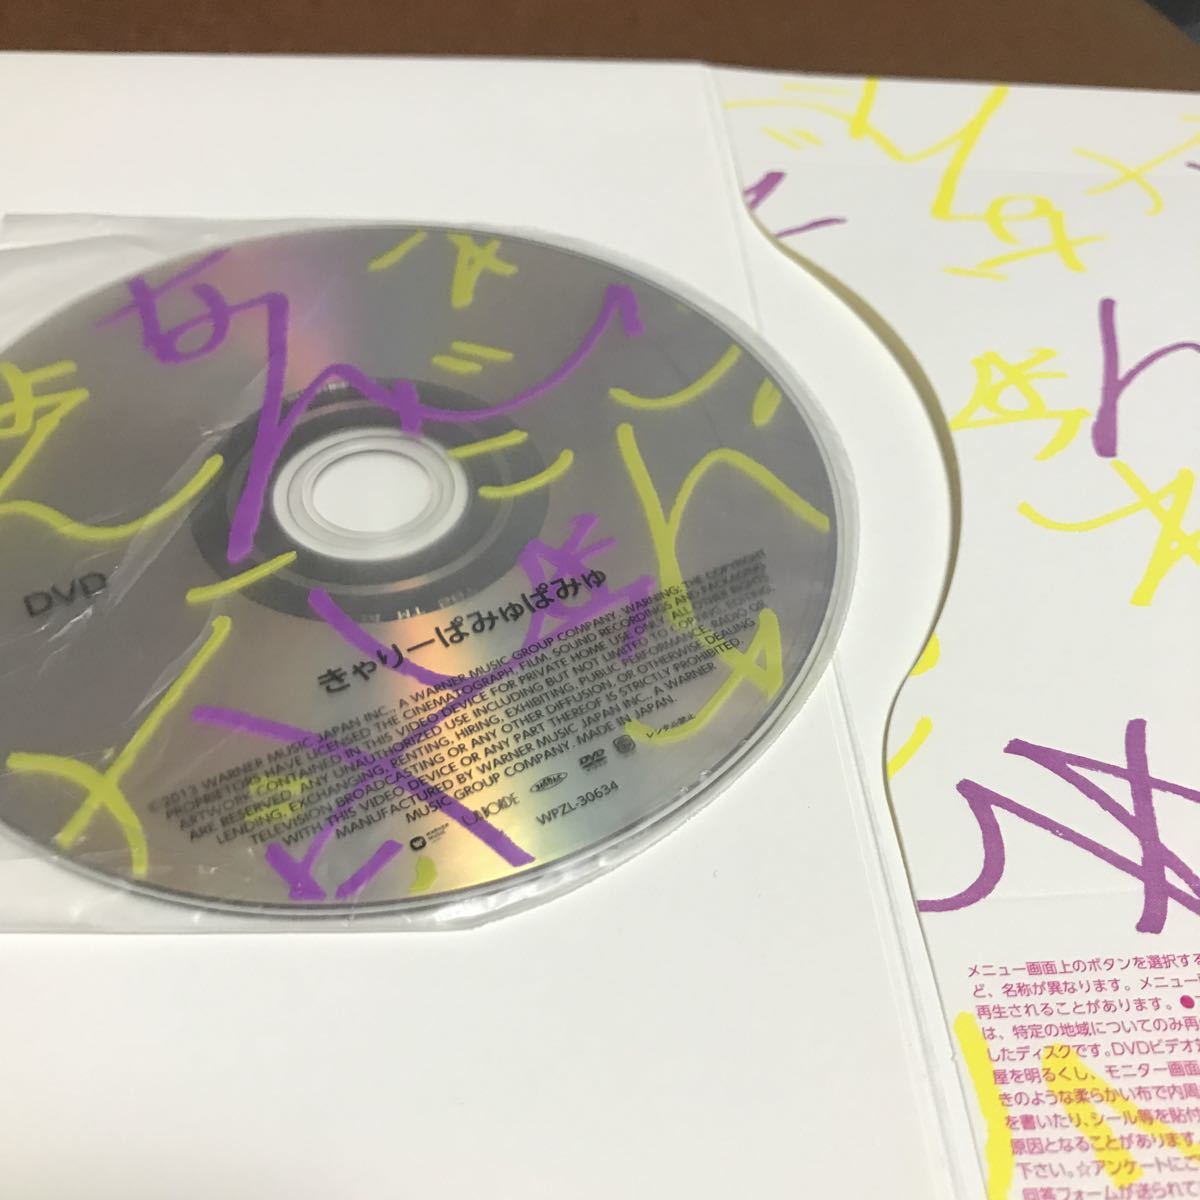 DVD
きゃりーぱみゅぱみゅ
©2013 WARNER MUSIC JAPAN INC., A WARNER MUSIC GROUP COMPANY. WARNING: THE COPYRIGHT
PROPRIETORS HAVE LICENSED THE CINEMATOGRAPH, FILM, SOUND RECORDINGS AND PACKAGING
ARTWORK CONTAINED IN THIS VIDEO DEVICE FOR PRIVATE HOME USE ONLY. ALL OTHER RIGHTS
ARE RESERVED. ANY UNAUTHORIZED USE INCLUDING BUT NOT LIMITED TO COPYING, EDITING,
LENDING, EXCHANGING, RENTING, HIRING, EXHIBITING, PUBLIC PERFORMANCE, RADIO OR
TELEVISION BROADCASTING OR ANY OTHER DIFFUSION, OR OTHERWISE DEALING
WITH THIS VIDEO DEVICE OR ANY PART THEREOF IS STRICTLY PROHIBITED.
MANUFACTURED BY WARNER MUSIC JAPAN INC., A WARNER
MUSIC GROUP COMPANY. MADE IN JAPAN.
WARNER MUSIC
UNBORDE
DVD
レンタル禁止
WPZL-30634
メニュー画面上のボタンを選択する
ど、名称が異なります。メニュー
再生されることがあります。●
は、特定の地域についてのみ再
したディスクです。DVDビデオ
屋を明るくし、モニター画面
きのような柔らかい布で内周
を書いたり、シール等を貼付
原因となることがあります。
下さい。☆アンケートにご
回答フォームが送られて